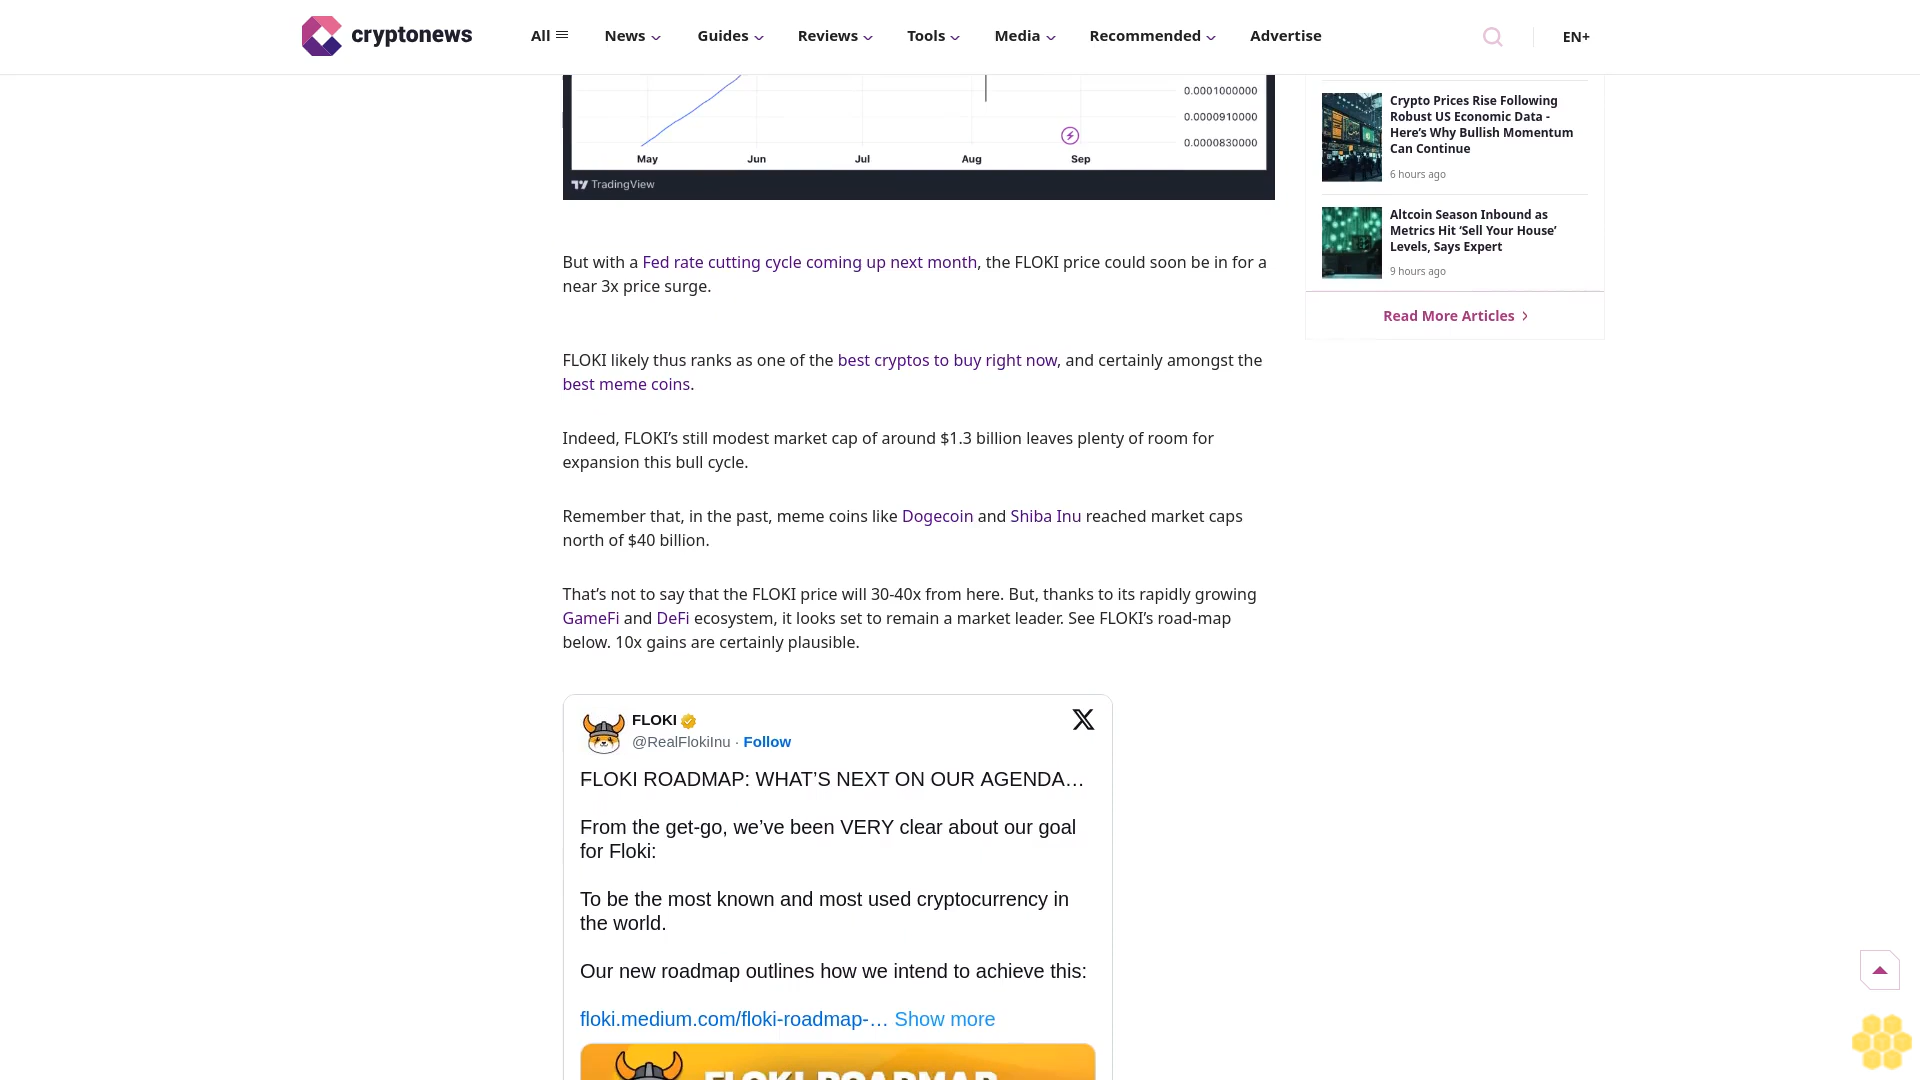 cryptonews
All
News
Guides
Reviews
Tools
Media
Recommended
Advertise
EN+
0.0001000000
0.0000910000
0.0000830000
May
Jun
Jul
Aug
Sep
TradingView
But with a Fed rate cutting cycle coming up next month, the FLOKI price could soon be in for a
near 3x price surge.
FLOKI likely thus ranks as one of the best cryptos to buy right now, and certainly amongst the
best meme coins.
Indeed, FLOKI’s still modest market cap of around $1.3 billion leaves plenty of room for
expansion this bull cycle.
Remember that, in the past, meme coins like Dogecoin and Shiba Inu reached market caps
north of $40 billion.
That’s not to say that the FLOKI price will 30-40x from here. But, thanks to its rapidly growing
GameFi and DeFi ecosystem, it looks set to remain a market leader. See FLOKI’s road-map
below. 10x gains are certainly plausible.
FLOKI
@RealFlokiInu · Follow
FLOKI ROADMAP: WHAT’S NEXT ON OUR AGENDA…
From the get-go, we’ve been VERY clear about our goal
for Floki:
To be the most known and most used cryptocurrency in
the world.
Our new roadmap outlines how we intend to achieve this:
floki.medium.com/floki-roadmap-… Show more
FLOKI ROADMAP
Crypto Prices Rise Following
Robust US Economic Data -
Here’s Why Bullish Momentum
Can Continue
6 hours ago
Altcoin Season Inbound as
Metrics Hit ‘Sell Your House’
Levels, Says Expert
9 hours ago
Read More Articles